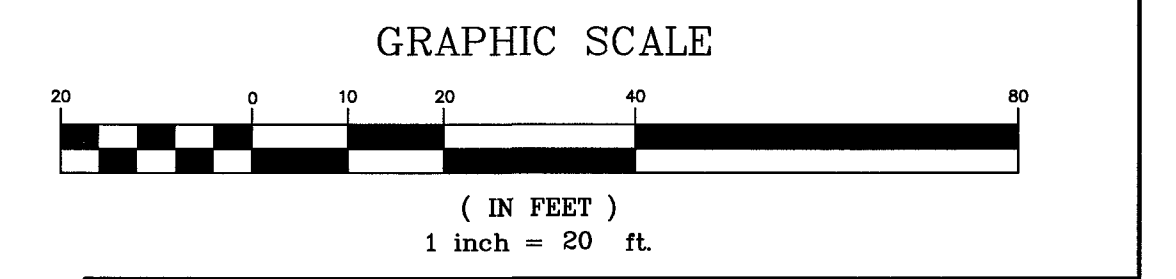 GRAPHIC SCALE
20 0 10 20 40 80
( IN FEET )
1 inch = 20 ft.